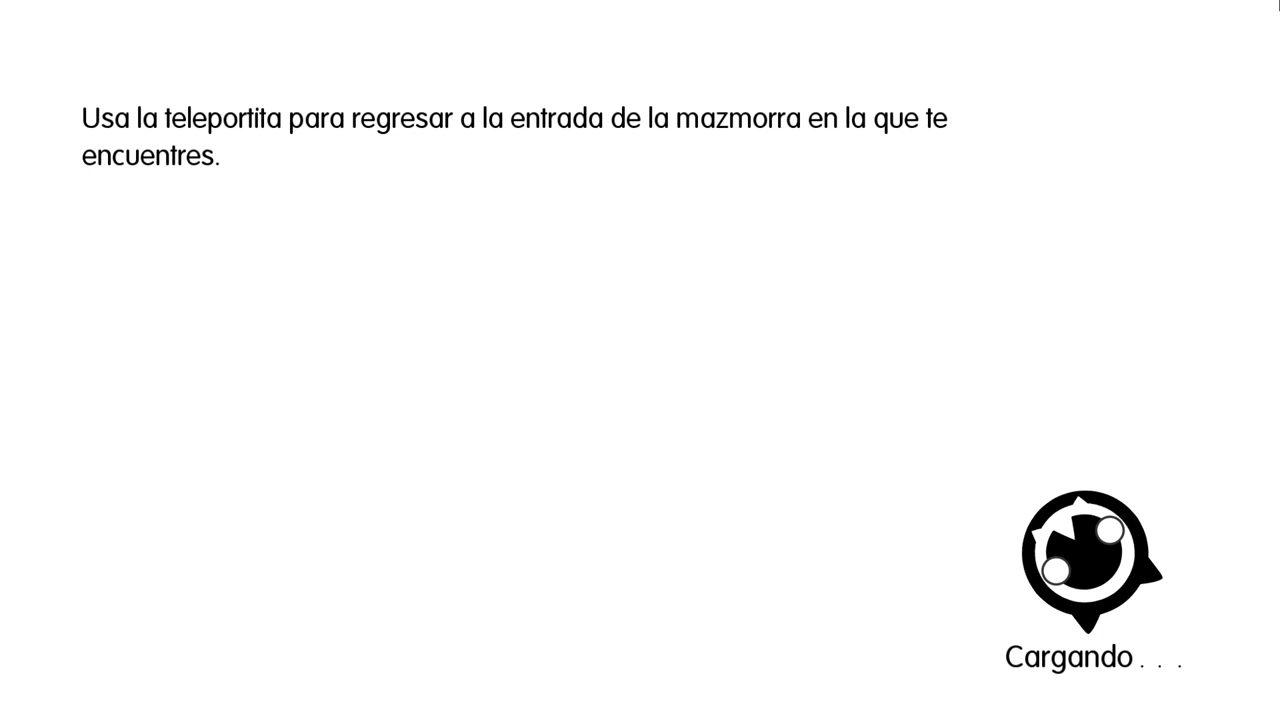 Usa la teleportita para regresar a la entrada de la mazmorra en la que te
encuentres.
Cargando . . .